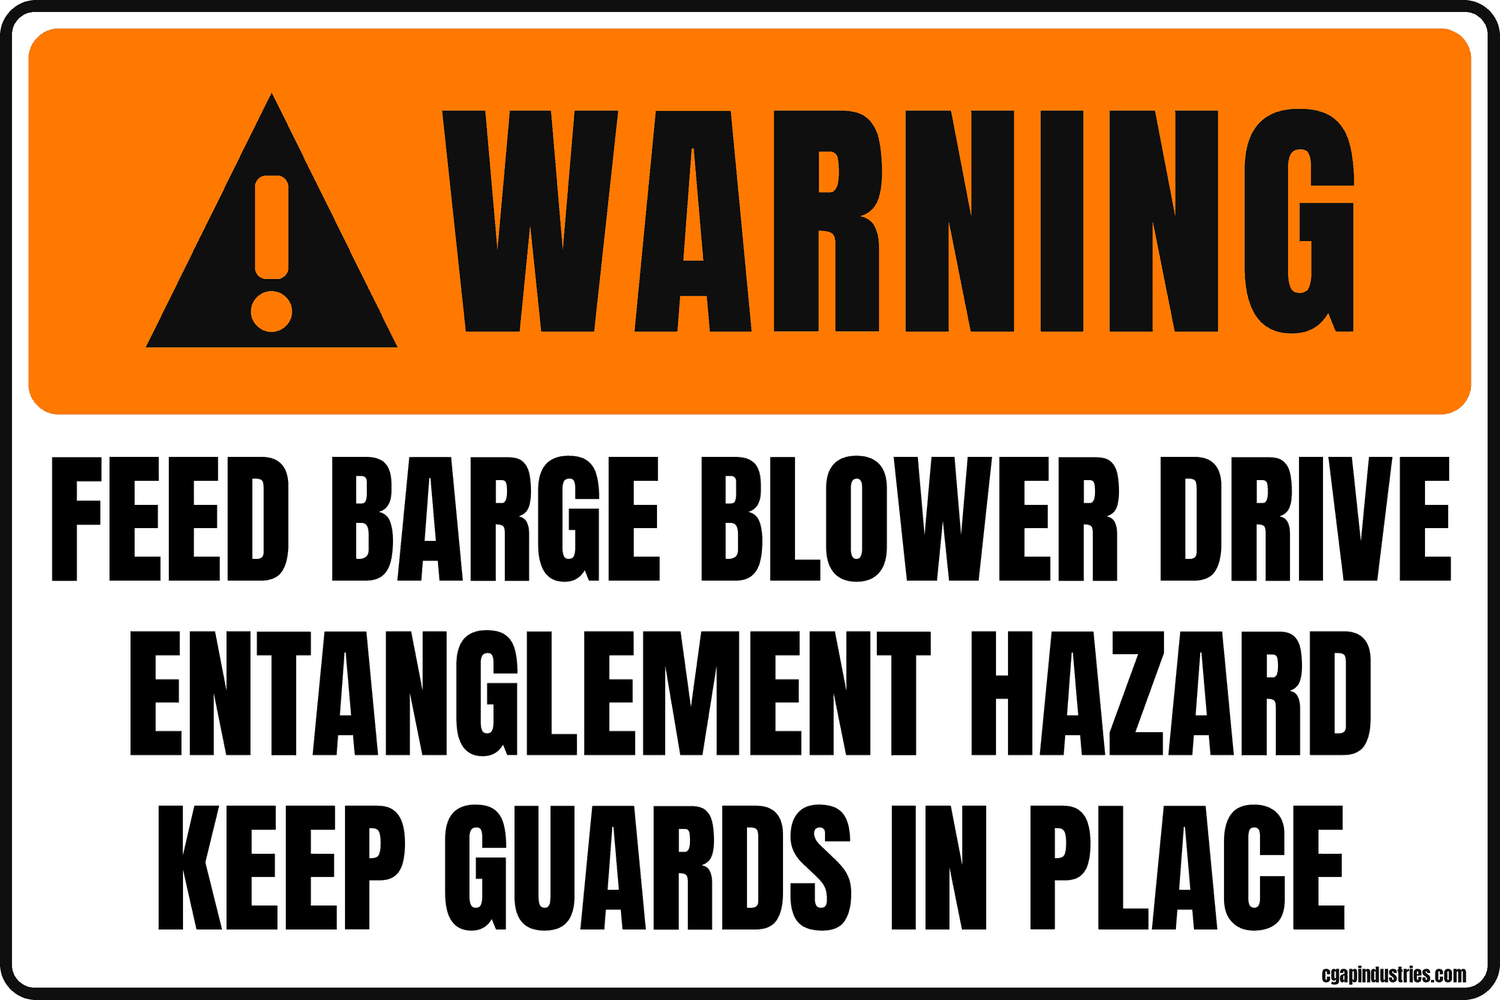 WARNING
FEED BARGE BLOWER DRIVE
ENTANGLEMENT HAZARD
KEEP GUARDS IN PLACE
cgapindustries.com